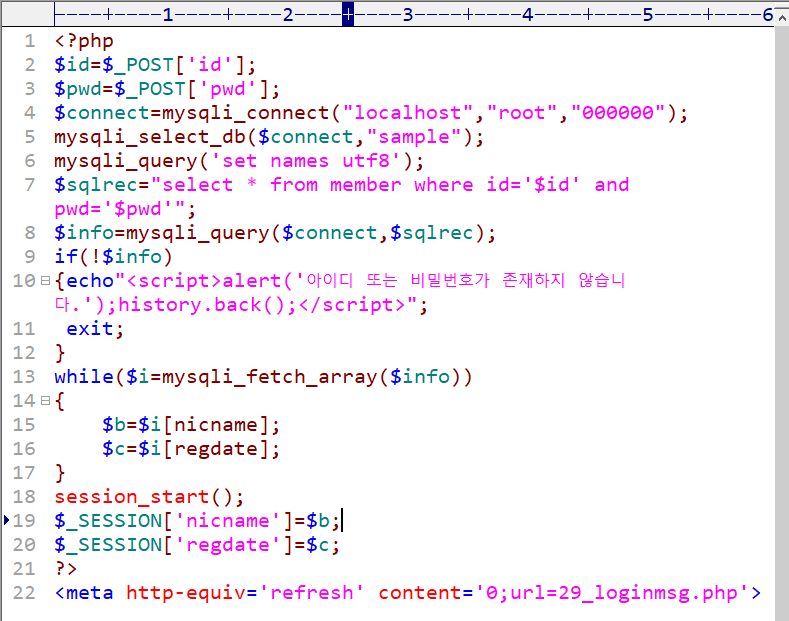 ----+----1----+----2----+----3----+----4----+----5----+----6
1 <?php
2 $id=$_POST['id'];
3 $pwd=$_POST['pwd'];
4 $connect=mysqli_connect("localhost","root","000000");
5 mysqli_select_db($connect,"sample");
6 mysqli_query('set names utf8');
7 $sqlrec="select * from member where id='$id' and
pwd='$pwd'";
8 $info=mysqli_query($connect,$sqlrec);
9 if(!$info)
10 {echo"<script>alert('아이디 또는 비밀번호가 존재하지 않습니
다.');history.back();</script>";
11  exit;
12 }
13 while($i=mysqli_fetch_array($info))
14 {
15     $b=$i[nicname];
16     $c=$i[regdate];
17 }
18 session_start();
19 $_SESSION['nicname']=$b;
20 $_SESSION['regdate']=$c;
21 ?>
22 <meta http-equiv='refresh' content='0;url=29_loginmsg.php'>